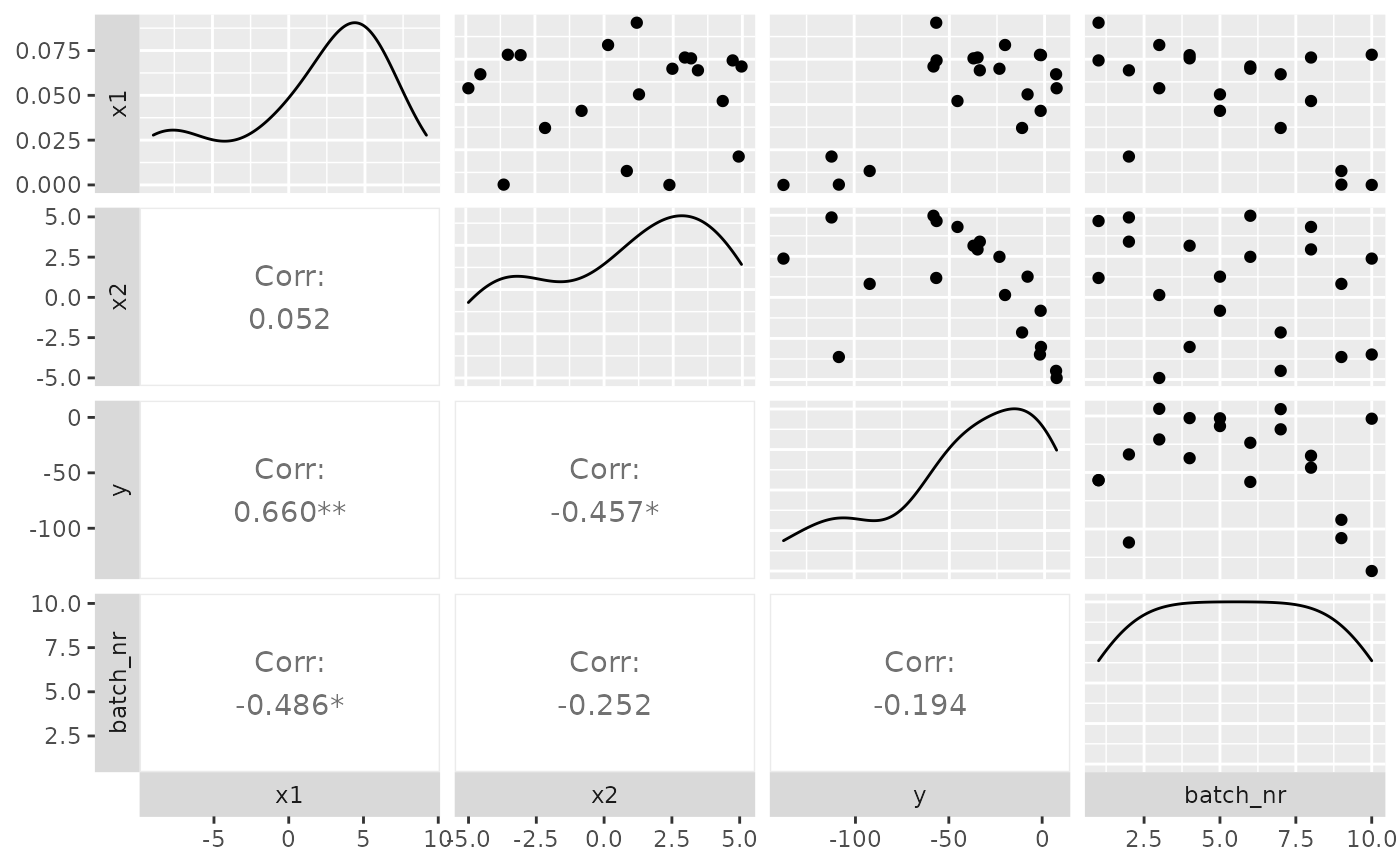 0.075
0.050
0.025
0.000
x1
5.0
2.5
0.0
-2.5
-5.0
x2
Corr:
0.052
0
-50
-100
y
Corr:
0.660**
Corr:
-0.457*
10.0
7.5
5.0
2.5
batch_nr
Corr:
-0.486*
Corr:
-0.252
Corr:
-0.194
x1 x2 y batch_nr
-5 0 5 10 -5.0 -2.5 0.0 2.5 5.0 -100 -50 0 2.5 5.0 7.5 10.0